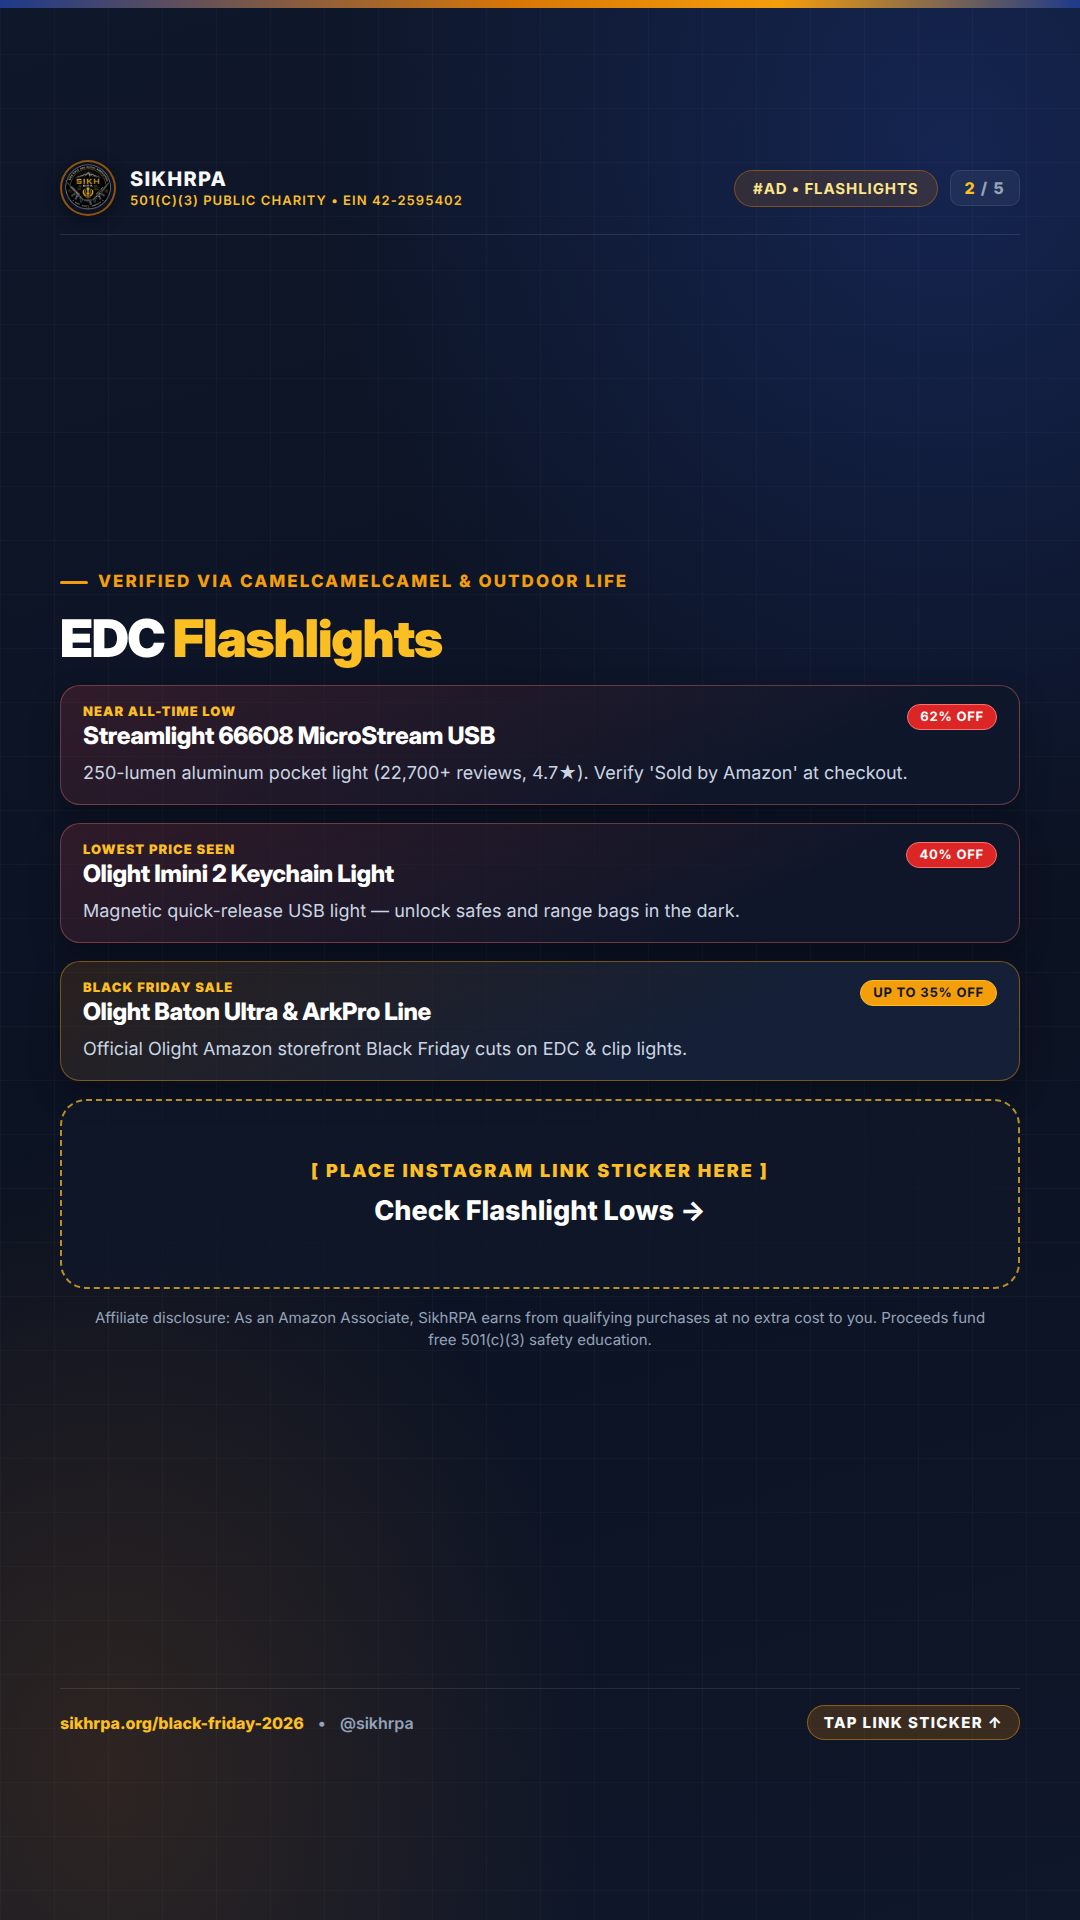 SIKH
SIKHRPA
501(C)(3) PUBLIC CHARITY • EIN 42-2595402
#AD • FLASHLIGHTS
2 / 5
VERIFIED VIA CAMELCAMELCAMEL & OUTDOOR LIFE
EDC Flashlights
NEAR ALL-TIME LOW
Streamlight 66608 MicroStream USB
62% OFF
250-lumen aluminum pocket light (22,700+ reviews, 4.7★). Verify 'Sold by Amazon' at checkout.
LOWEST PRICE SEEN
Olight Imini 2 Keychain Light
40% OFF
Magnetic quick-release USB light — unlock safes and range bags in the dark.
BLACK FRIDAY SALE
Olight Baton Ultra & ArkPro Line
UP TO 35% OFF
Official Olight Amazon storefront Black Friday cuts on EDC & clip lights.
[ PLACE INSTAGRAM LINK STICKER HERE ]
Check Flashlight Lows →
Affiliate disclosure: As an Amazon Associate, SikhRPA earns from qualifying purchases at no extra cost to you. Proceeds fund
free 501(c)(3) safety education.
sikhrpa.org/black-friday-2026 • @sikhrpa
TAP LINK STICKER ↑